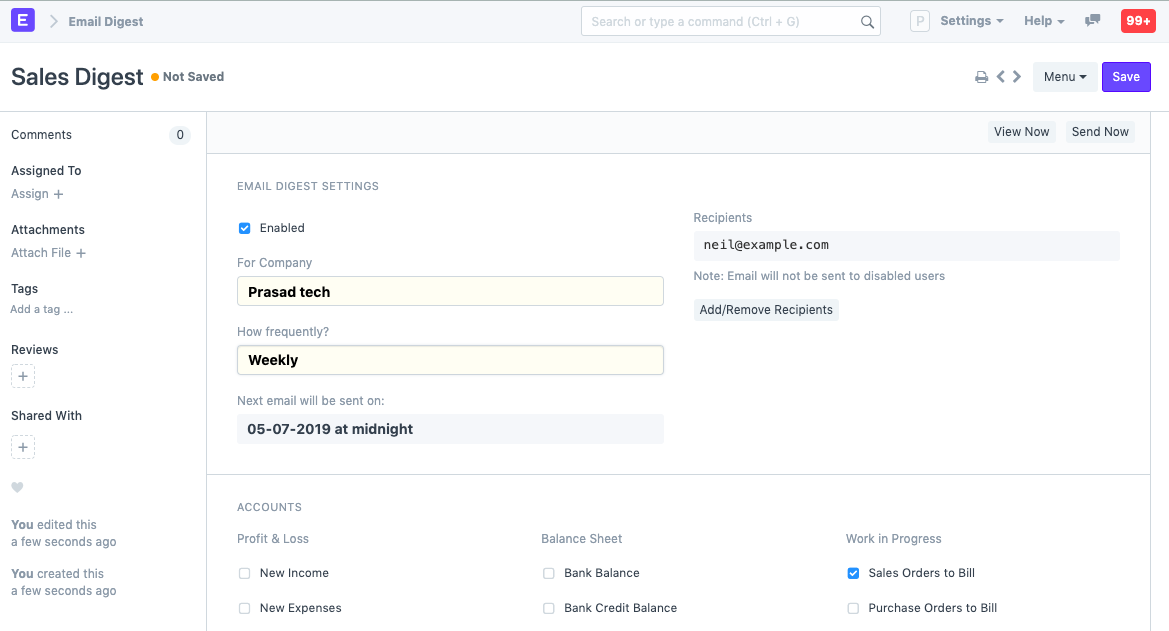 E Email Digest Search or type a command (Ctrl + G) P Settings Help 99+
Sales Digest Not Saved Menu Save
Comments 0
Assigned To
Assign +
Attachments
Attach File +
Tags
Add a tag ...
Reviews
+
Shared With
+
You edited this
a few seconds ago
You created this
a few seconds ago
View Now Send Now
EMAIL DIGEST SETTINGS
Enabled
For Company
Prasad tech
How frequently?
Weekly
Next email will be sent on:
05-07-2019 at midnight
Recipients
neil@example.com
Note: Email will not be sent to disabled users
Add/Remove Recipients
ACCOUNTS
Profit & Loss Balance Sheet Work in Progress
New Income Bank Balance Sales Orders to Bill
New Expenses Bank Credit Balance Purchase Orders to Bill